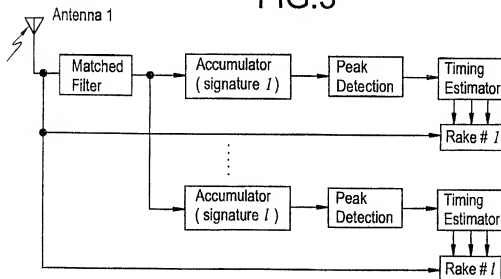 FIG.3
Antenna 1
Matched
Filter
Accumulator
( signature 1 )
Peak
Detection
Timing
Estimator
Rake # 1
Accumulator
( signature l )
Peak
Detection
Timing
Estimator
Rake # l